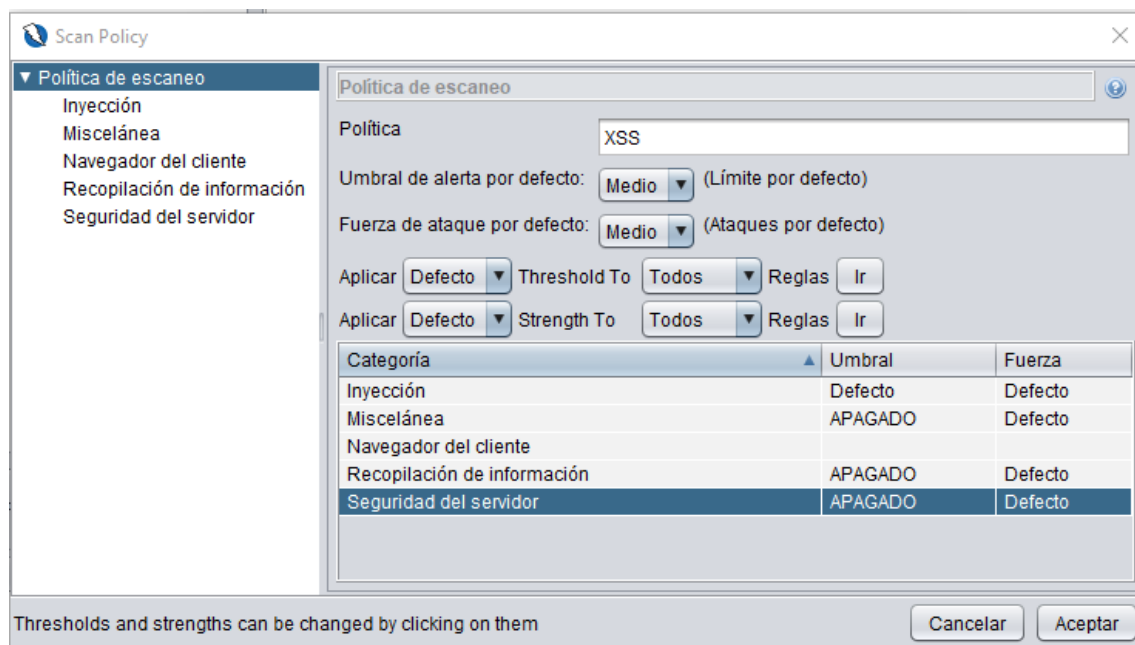 Scan Policy
Política de escaneo
Inyección
Miscelánea
Navegador del cliente
Recopilación de información
Seguridad del servidor
Política de escaneo
Política XSS
Umbral de alerta por defecto: Medio (Límite por defecto)
Fuerza de ataque por defecto: Medio (Ataques por defecto)
Aplicar Defecto Threshold To Todos Reglas Ir
Aplicar Defecto Strength To Todos Reglas Ir
Categoría Umbral Fuerza
Inyección Defecto Defecto
Miscelánea APAGADO Defecto
Navegador del cliente
Recopilación de información APAGADO Defecto
Seguridad del servidor APAGADO Defecto
Thresholds and strengths can be changed by clicking on them Cancelar Aceptar